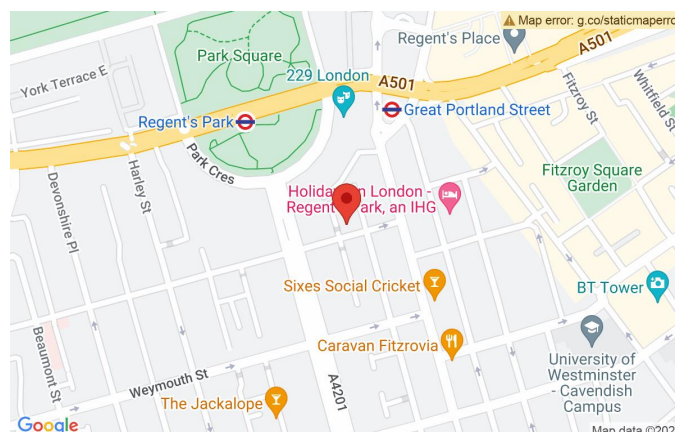 Map error: g.co/staticmaperro
Regent's Place
A501
Park Square
York Terrace E
229 London
A501
Fitzroy St
Whitfield St
Regent's Park
Great Portland Street
Park Cres
Harley St
Devonshire Pl
Fitzroy Square
Garden
Holiday Inn London -
Regent's Park, an IHG
Sixes Social Cricket
BT Tower
Caravan Fitzrovia
Beaumont St
University of
Westminster
- Cavendish
Campus
Weymouth St
A4201
The Jackalope
Google
Map data ©202